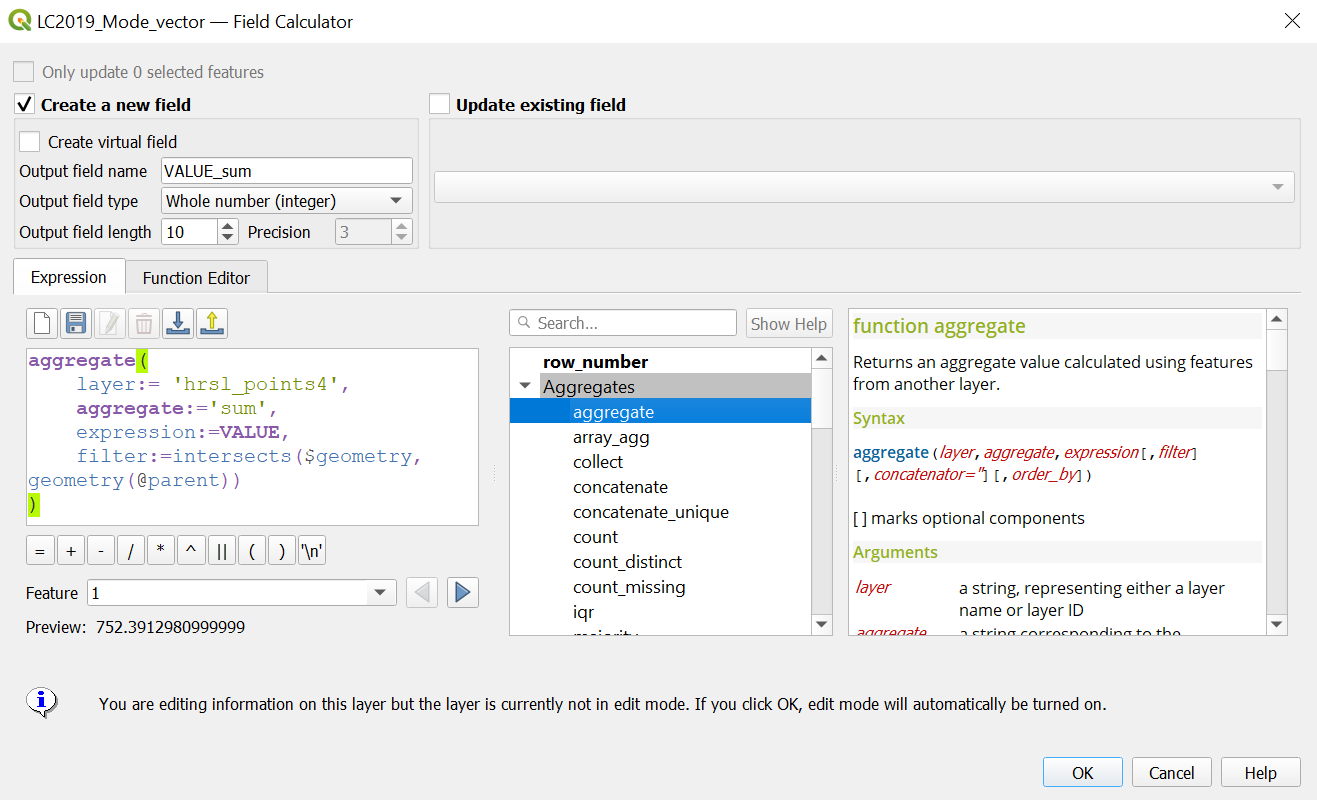 LC2019_Mode_vector — Field Calculator
Only update 0 selected features
Create a new field
Update existing field
Create virtual field
Output field name VALUE_sum
Output field type Whole number (integer)
Output field length 10 Precision 3
Expression
Function Editor
aggregate(
layer:= 'hrsl_points4',
aggregate:='sum',
expression:=VALUE,
filter:=intersects($geometry,
geometry(@parent))
)
= + - / * ^ || ( ) '\n'
Feature 1
Preview: 752.3912980999999
Search...
Show Help
row_number
Aggregates
aggregate
array_agg
collect
concatenate
concatenate_unique
count
count_distinct
count_missing
iqr
majority
function aggregate
Returns an aggregate value calculated using features
from another layer.
Syntax
aggregate(layer,aggregate,expression[,filter]
[,concatenator=''][,order_by])
[ ] marks optional components
Arguments
layer a string, representing either a layer
name or layer ID
aggregate a string corresponding to the
You are editing information on this layer but the layer is currently not in edit mode. If you click OK, edit mode will automatically be turned on.
OK
Cancel
Help